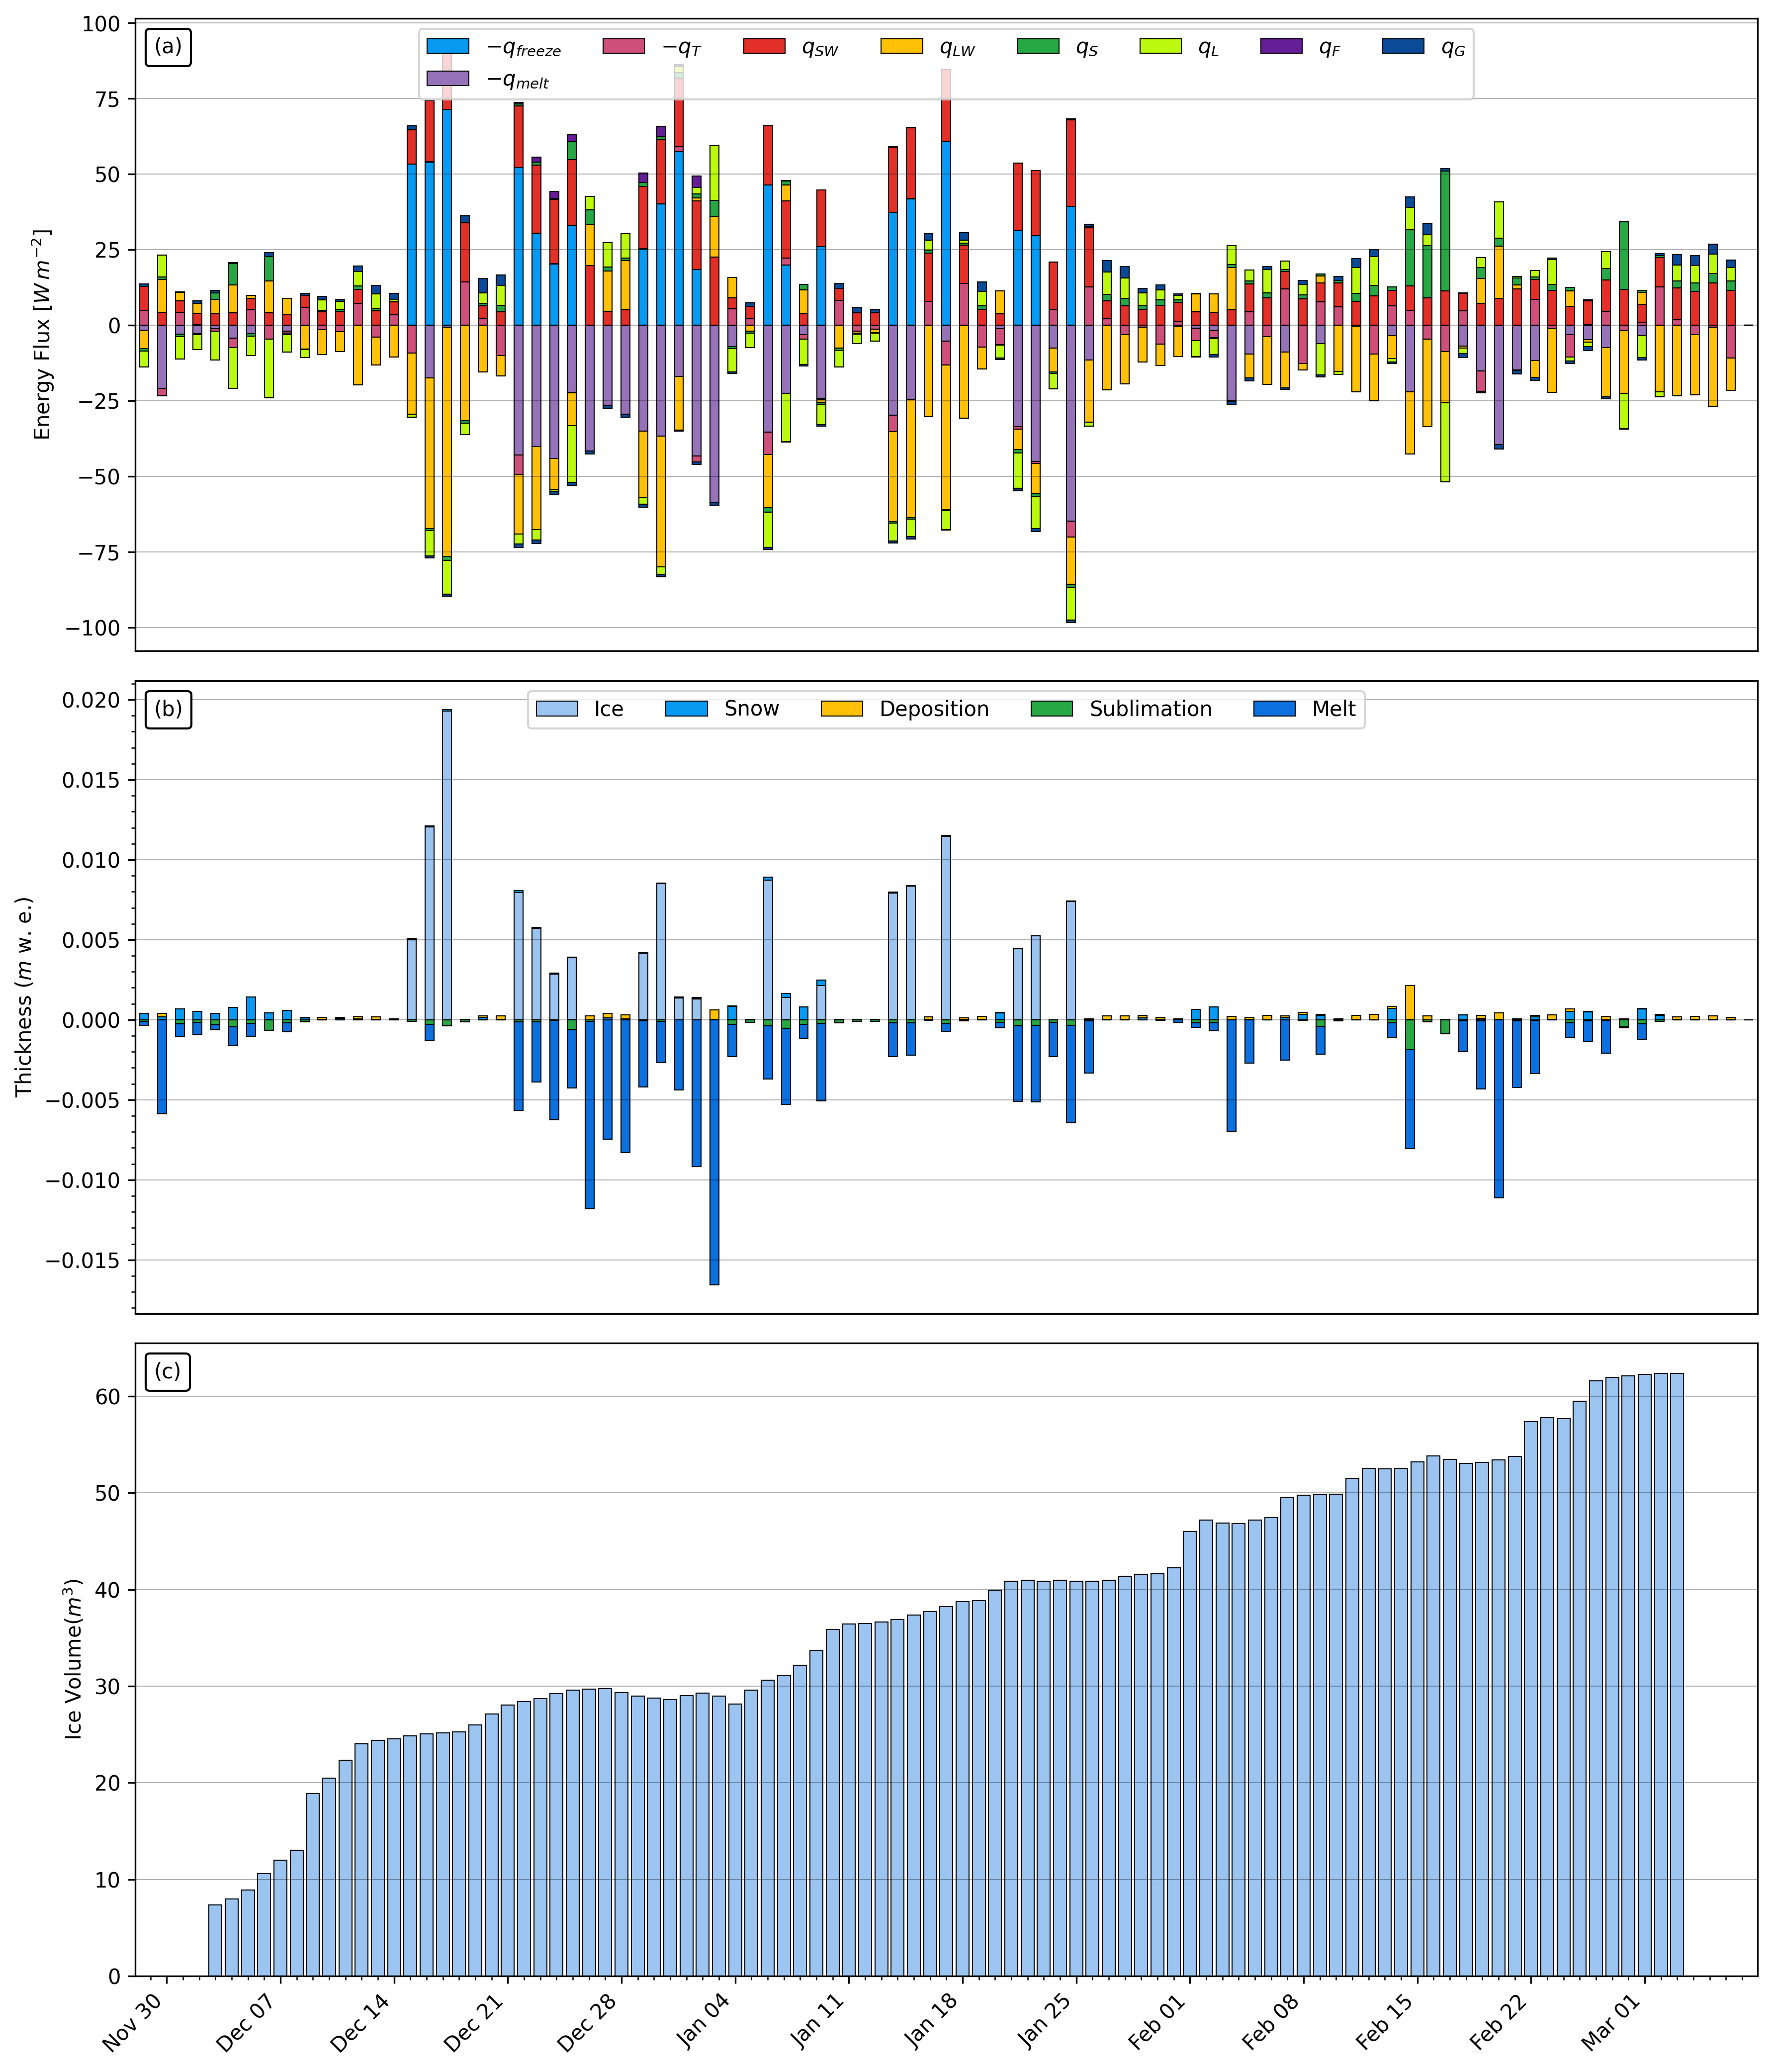 (a)
−q_freeze −q_T q_SW q_LW q_S q_L q_F q_G
−q_melt
100
75
50
25
0
−25
−50
−75
−100
Energy Flux [W m⁻²]
(b)
Ice Snow Deposition Sublimation Melt
0.020
0.015
0.010
0.005
0.000
−0.005
−0.010
−0.015
Thickness (m w. e.)
(c)
60
50
40
30
20
10
0
Ice Volume(m³)
Nov 30 Dec 07 Dec 14 Dec 21 Dec 28 Jan 04 Jan 11 Jan 18 Jan 25 Feb 01 Feb 08 Feb 15 Feb 22 Mar 01